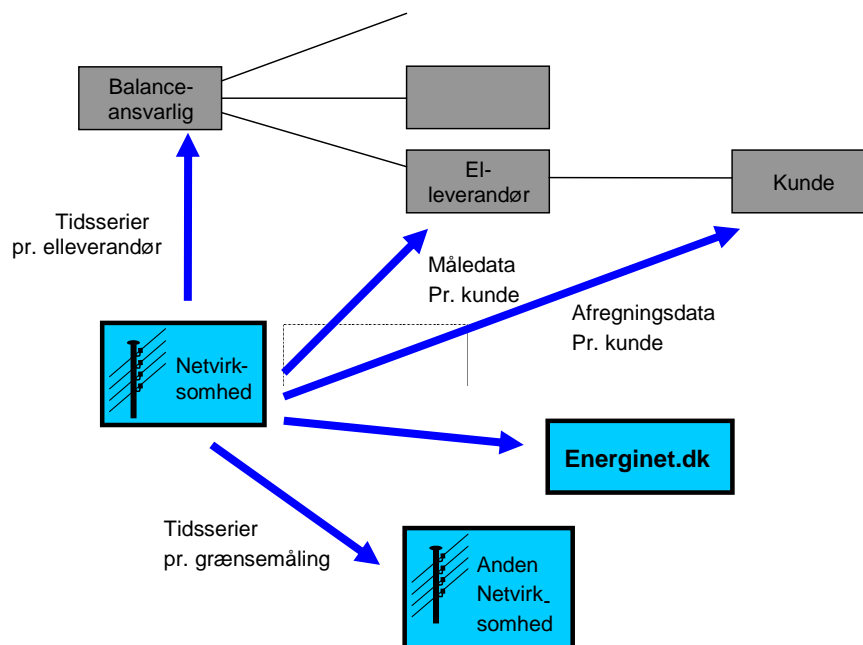 Balance-
ansvarlig
El-
leverandør
Kunde
Tidsserier
pr. elleverandør
Måledata
Pr. kunde
Afregningsdata
Pr. kunde
Netvirk-
somhed
Energinet.dk
Tidsserier
pr. grænsemåling
Anden
Netvirk-
somhed